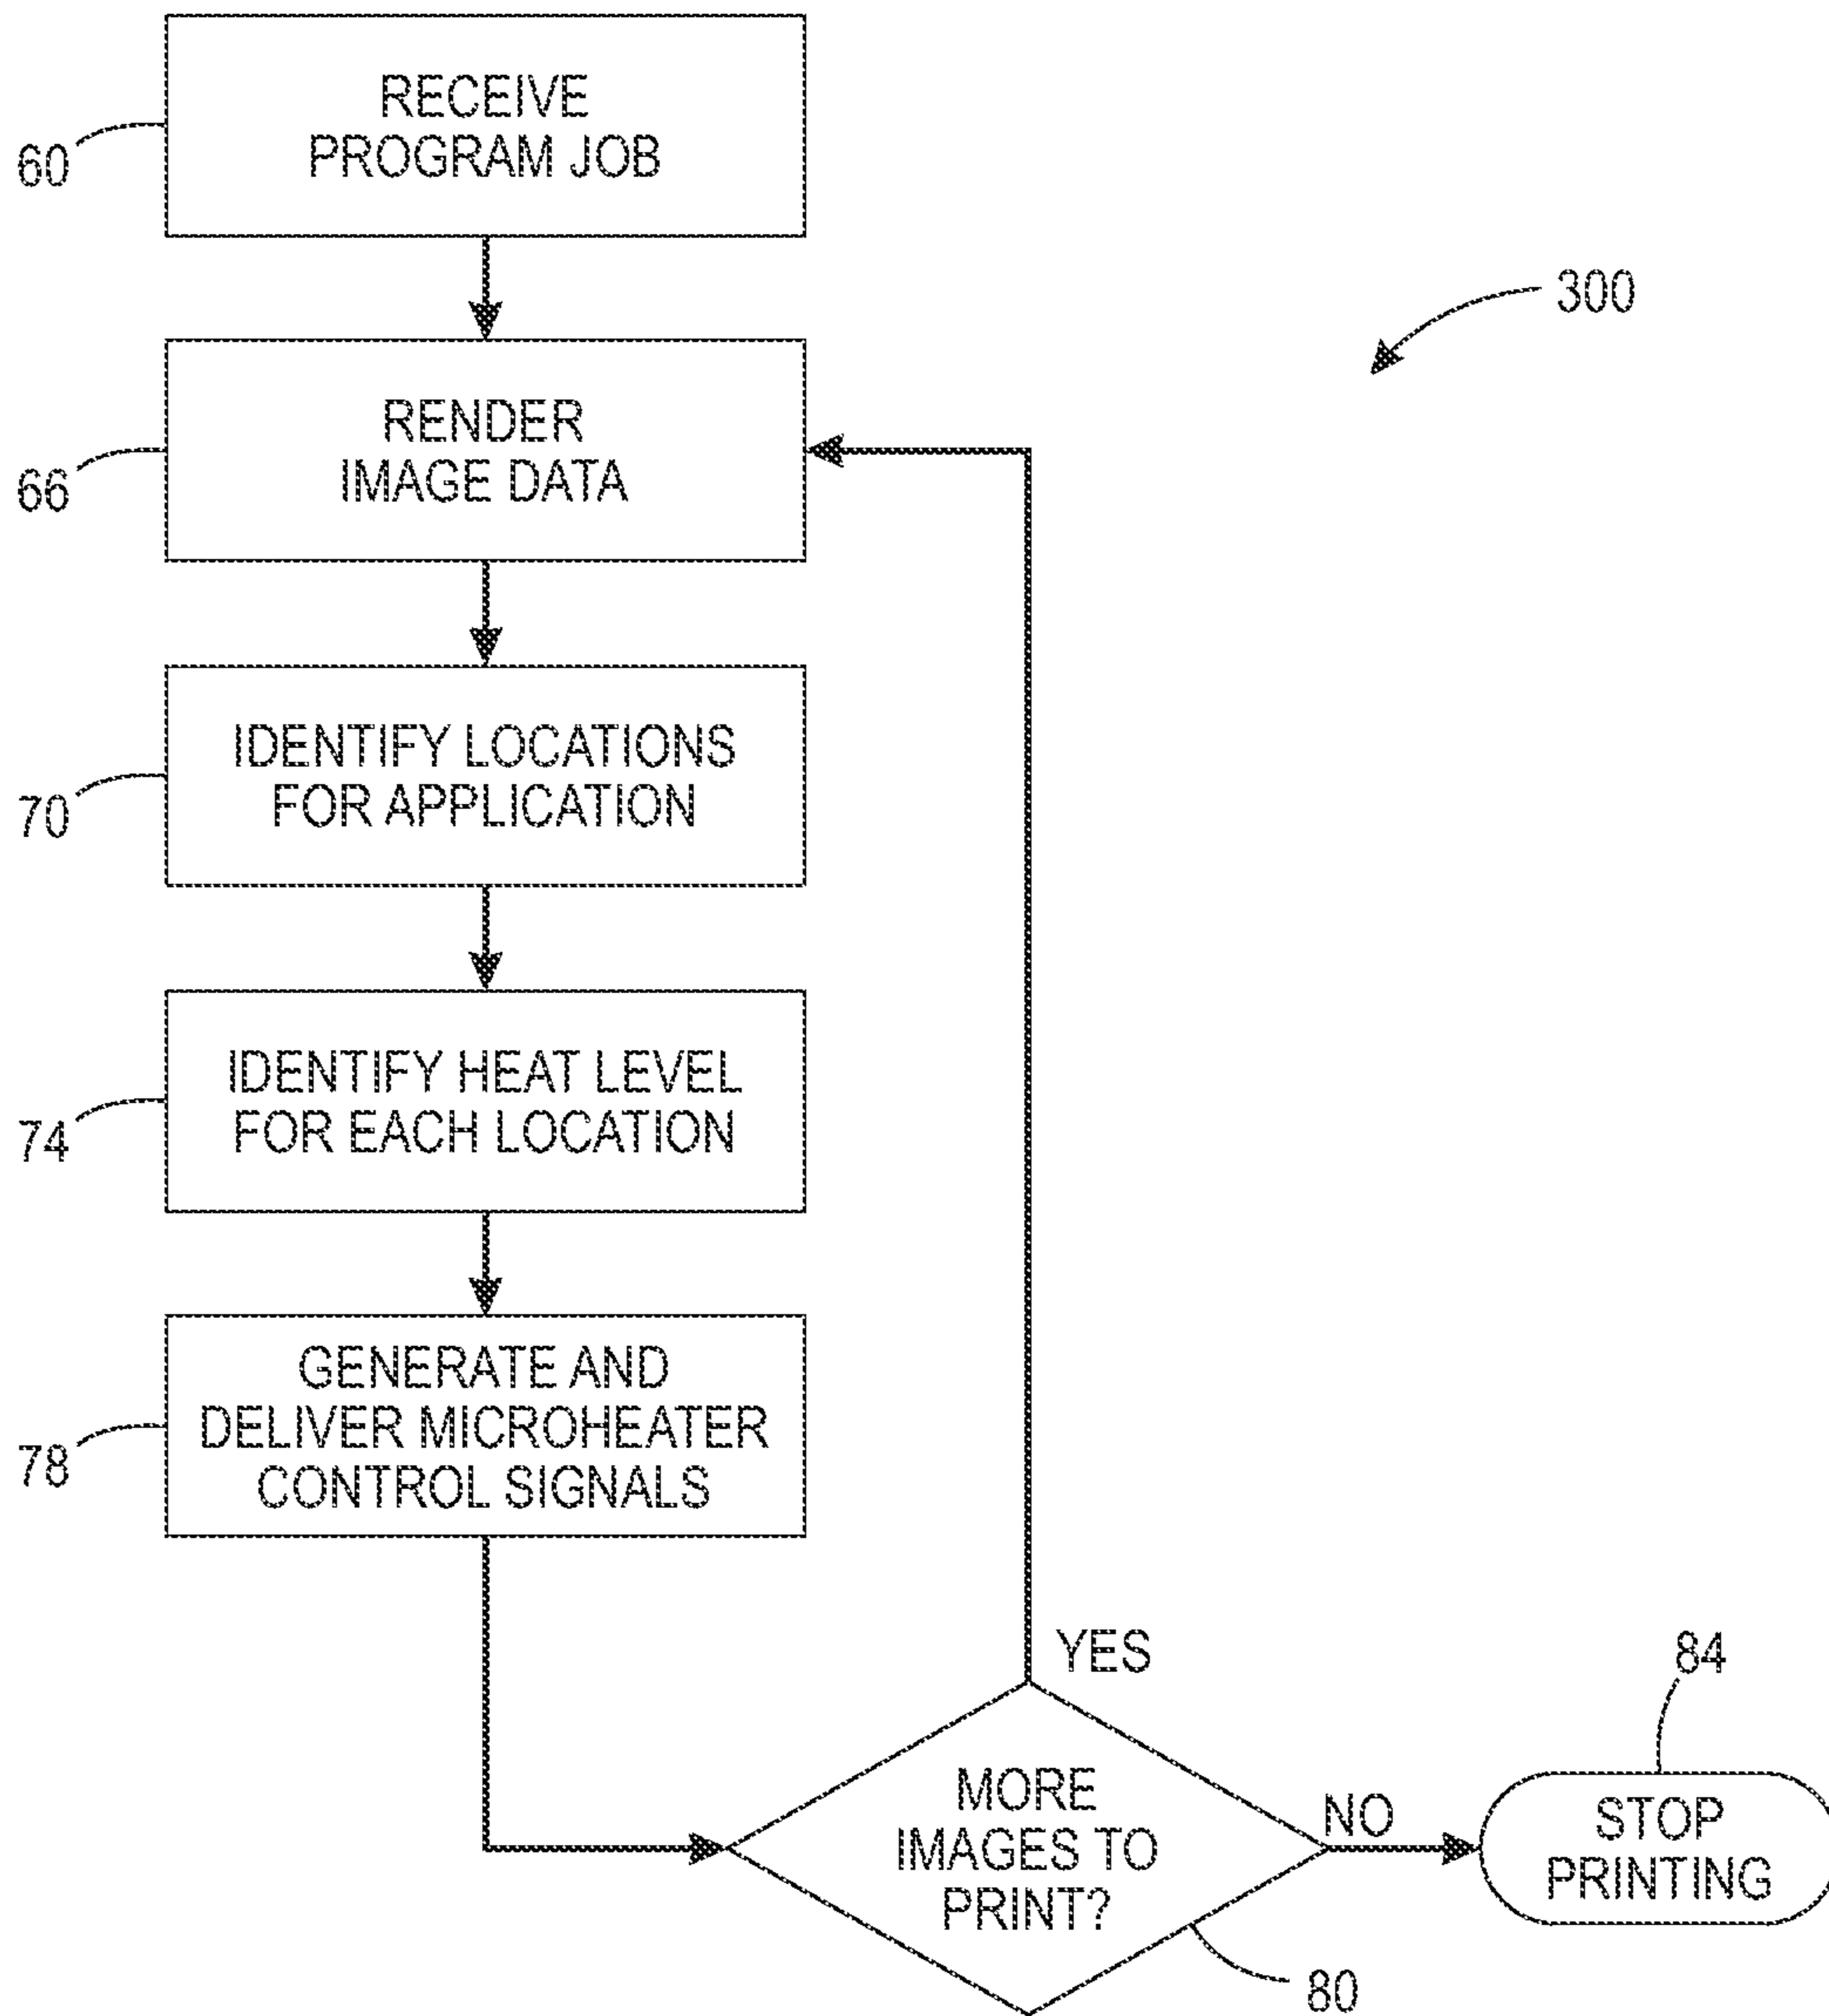 RECEIVE
PROGRAM JOB
60
300
RENDER
IMAGE DATA
66
IDENTIFY LOCATIONS
FOR APPLICATION
70
IDENTIFY HEAT LEVEL
FOR EACH LOCATION
74
GENERATE AND
DELIVER MICROHEATER
CONTROL SIGNALS
78
YES
84
MORE
IMAGES TO
PRINT?
NO
STOP
PRINTING
80